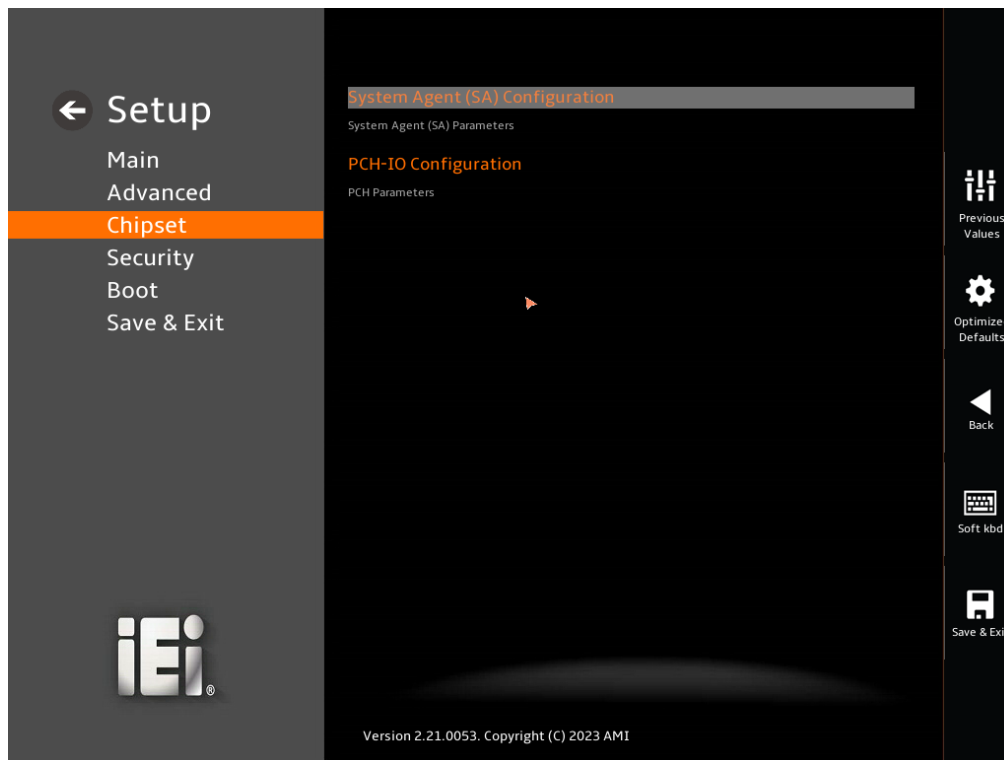 Setup
Main
Advanced
Chipset
Security
Boot
Save & Exit
iEi®
System Agent (SA) Configuration
System Agent (SA) Parameters
PCH-IO Configuration
PCH Parameters
Version 2.21.0053. Copyright (C) 2023 AMI
Previous
Values
Optimize
Defaults
Back
Soft kbd
Save & Exi